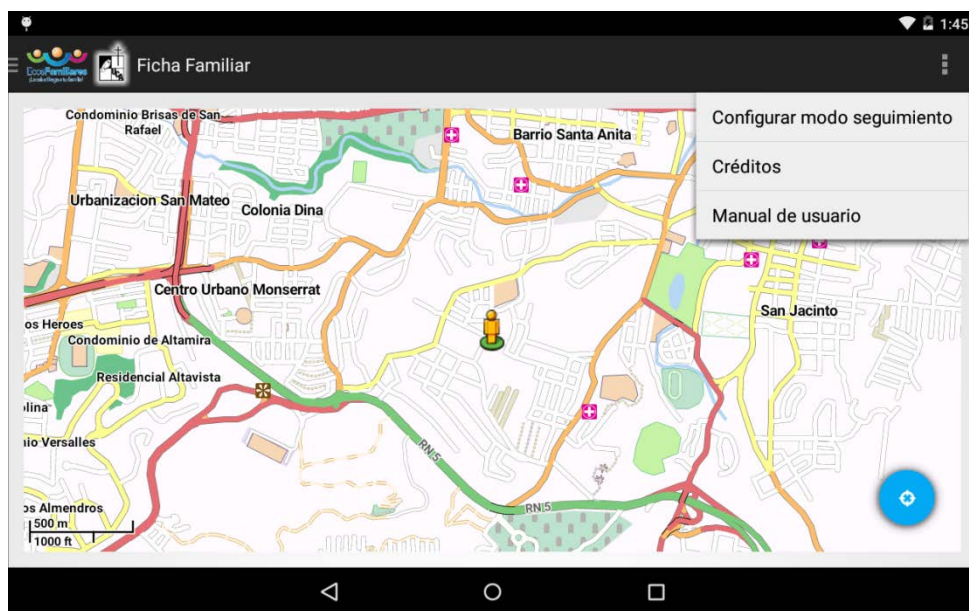 1:45
EccosFamiliares
Ficha Familiar
Configurar modo seguimiento
Créditos
Manual de usuario
Condominio Brisas de San
Rafael
Barrio Santa Anita
Urbanizacion San Mateo
Colonia Dina
Centro Urbano Monserrat
San Jacinto
os Heroes
Condominio de Altamira
Residencial Altavista
olina
nio Versalles
RN 5
RN 5
os Almendros
500 m
1000 ft